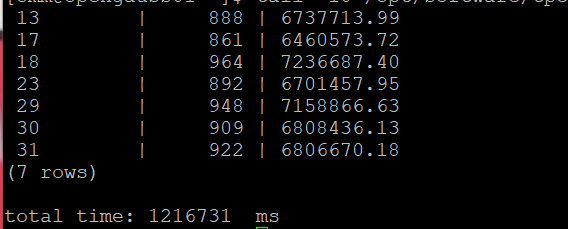 13 | 888 | 6737713.99
17 | 861 | 6460573.72
18 | 964 | 7236687.40
23 | 892 | 6701457.95
29 | 948 | 7158866.63
30 | 909 | 6808436.13
31 | 922 | 6806670.18
(7 rows)
total time: 1216731 ms